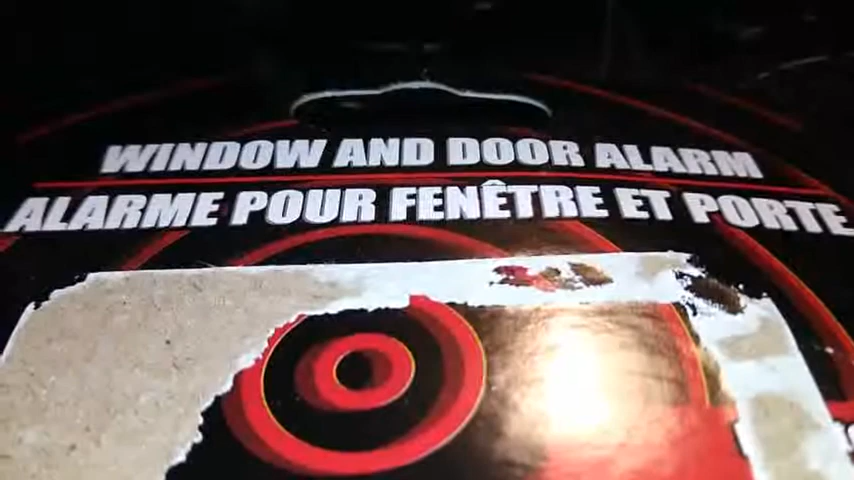 WINDOW AND DOOR ALARM
ALARME POUR FENÊTRE ET PORTE